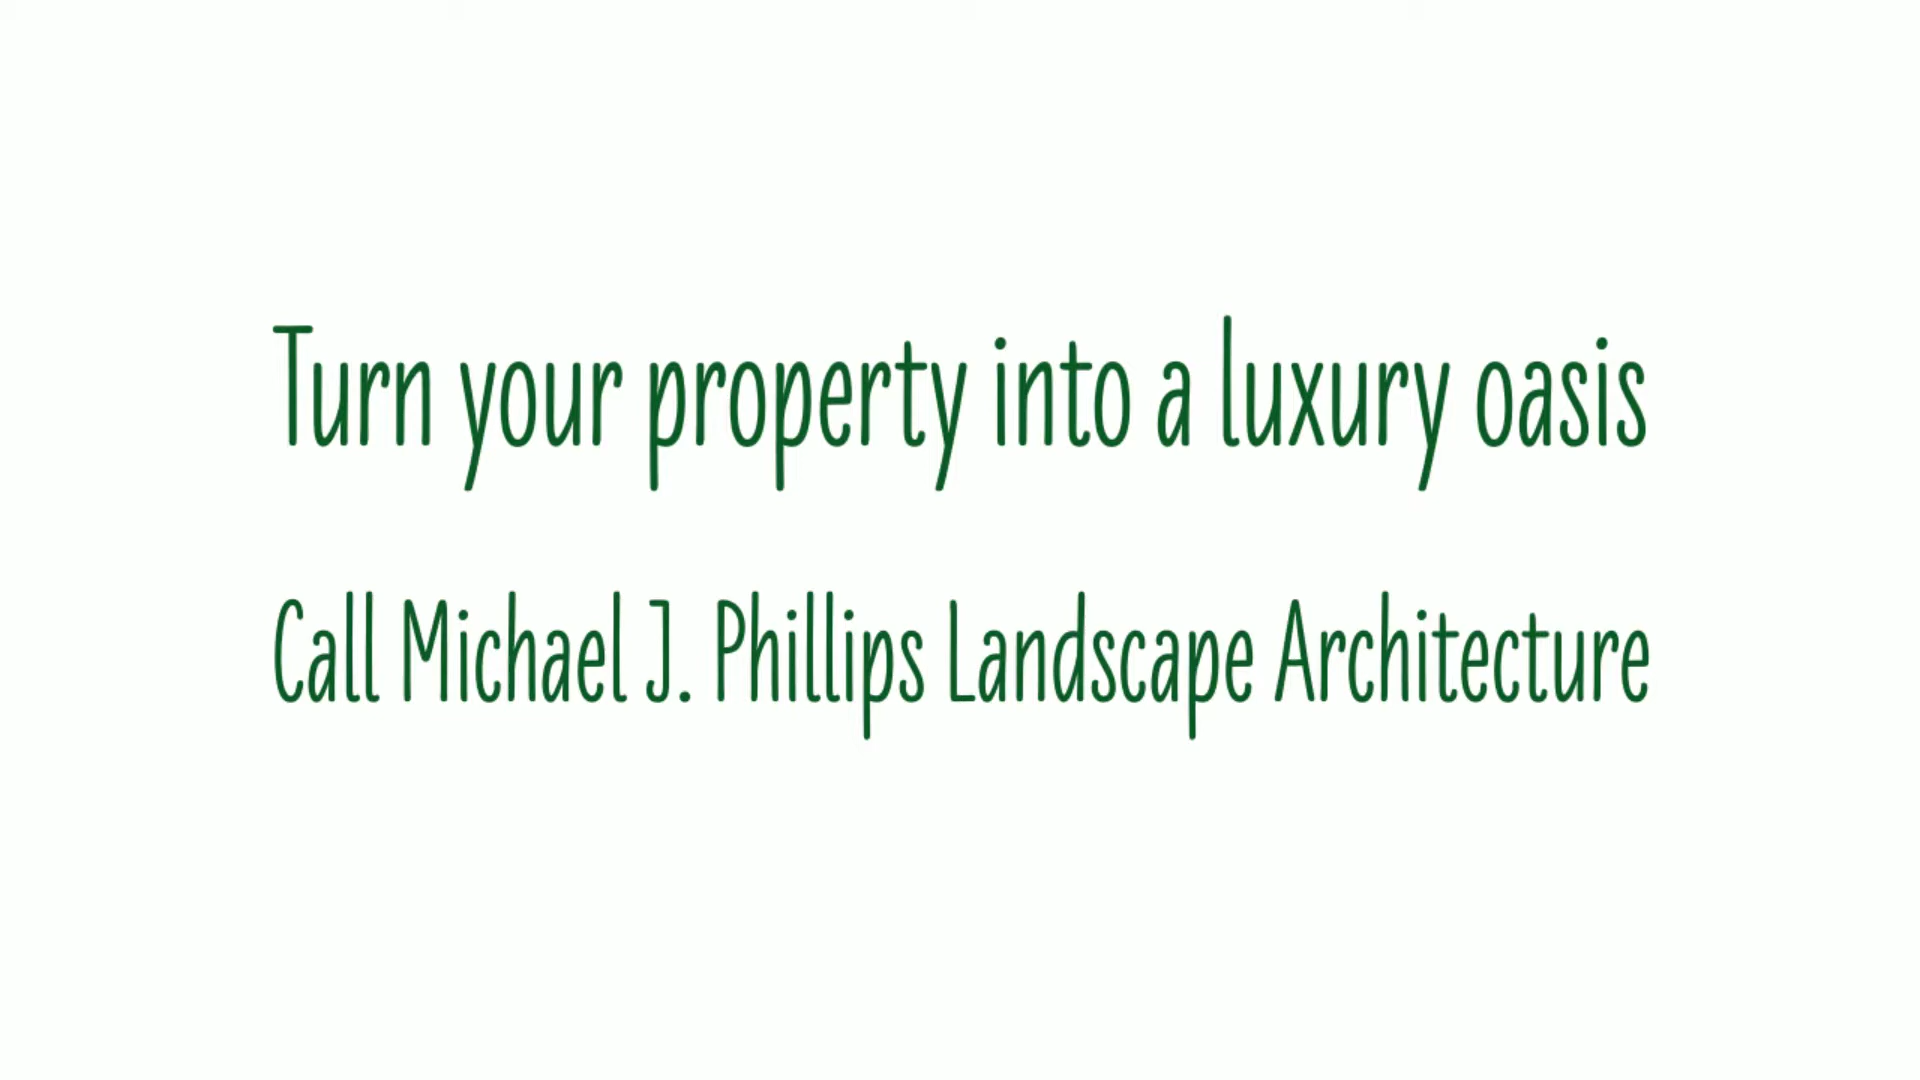 Turn your property into a luxury oasis
Call Michael J. Phillips Landscape Architecture